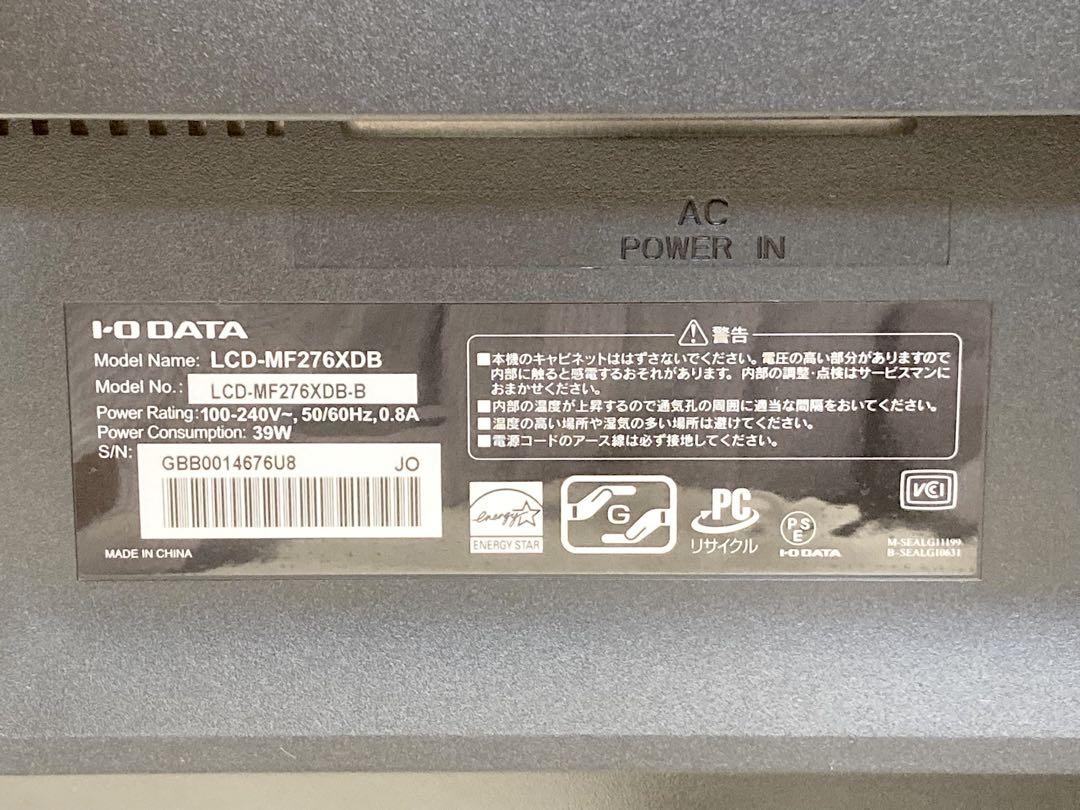 AC
POWER IN
I-O DATA
Model Name: LCD-MF276XDB
Model No.: LCD-MF276XDB-B
Power Rating: 100-240V~, 50/60Hz, 0.8A
Power Consumption: 39W
S/N: GBB0014676U8 JO
MADE IN CHINA
警告
■本機のキャビネットははずさないでください。電圧の高い部分がありますので
内部に触ると感電するおそれがあります。内部の調整・点検はサービスマンに
おまかせください。
■内部の温度が上昇するので通気孔の周囲に適当な間隔をおいてください。
■温度の高い場所や湿気の多い場所は避けてください。
■電源コードのアース線は必ず接地してください。
energy
ENERGY STAR
G
PC
リサイクル
PSE
I-O DATA
VCCI
M-SEALG11199
B-SEALG10631